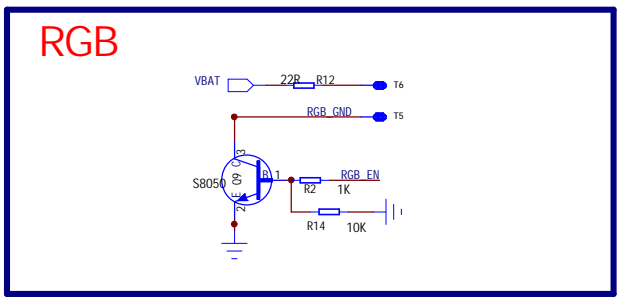 RGB
VBAT 22R R12 T6
RGB_GND T5
3
C
S8050 Q9 B 1 R2 1K RGB_EN
E
2
R14 10K